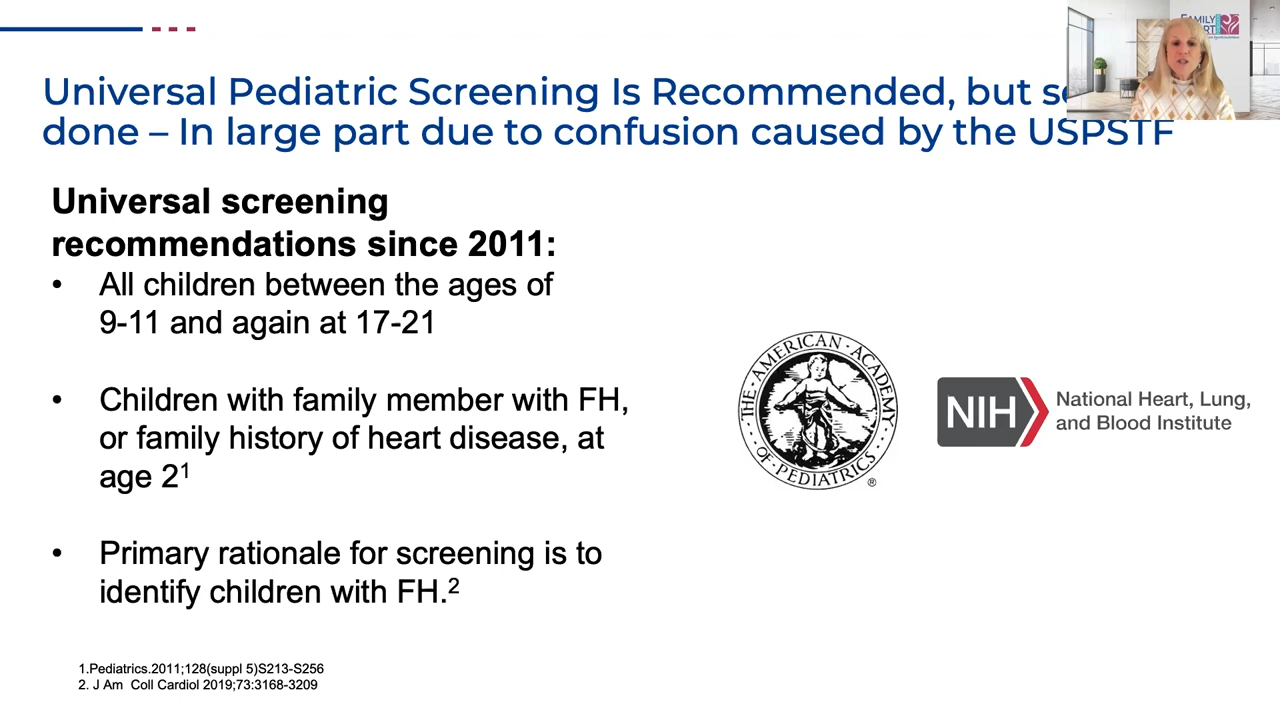 Universal Pediatric Screening Is Recommended, but
done – In large part due to confusion caused by the USPSTF
Universal screening
recommendations since 2011:
• All children between the ages of
9-11 and again at 17-21
• Children with family member with FH,
or family history of heart disease, at
age 2¹
• Primary rationale for screening is to
identify children with FH.²
THE · AMERICAN · ACADEMY · OF · PEDIATRICS ·
®
NIH
National Heart, Lung,
and Blood Institute
1.Pediatrics.2011;128(suppl 5)S213-S256
2. J Am Coll Cardiol 2019;73:3168-3209
FAMILY